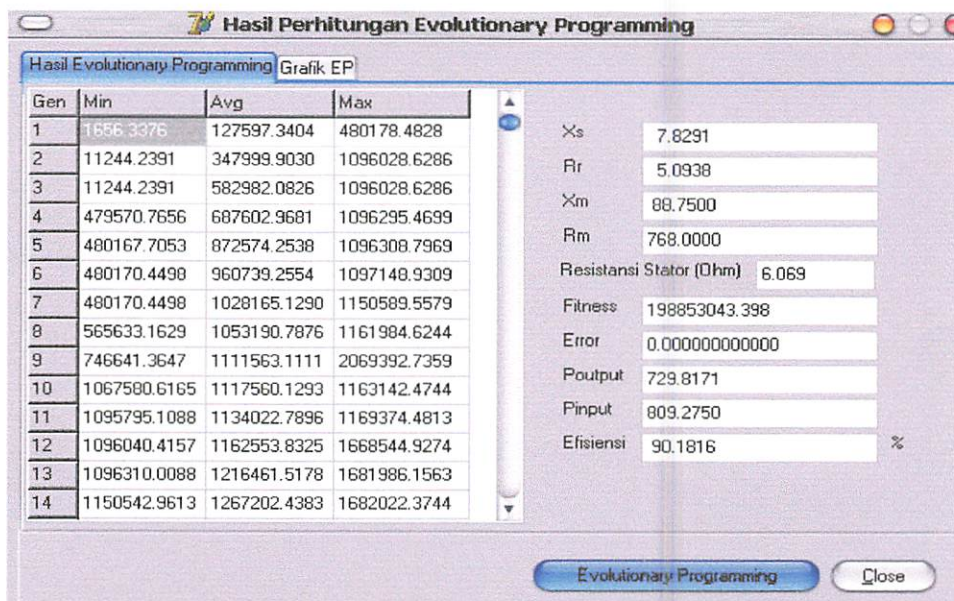 Hasil Perhitungan Evolutionary Programming
Hasil Evolutionary Programming Grafik EP
Gen Min Avg Max
1 1656.3376 127597.3404 480178.4828
2 11244.2391 347999.9030 1096028.6286
3 11244.2391 582982.0826 1096028.6286
4 479570.7656 687602.9681 1096295.4699
5 480167.7053 872574.2538 1096308.7969
6 480170.4498 960739.2554 1097148.9309
7 480170.4498 1028165.1290 1150589.5579
8 565633.1629 1053190.7876 1161984.6244
9 746641.3647 1111563.1111 2069392.7359
10 1067580.6165 1117560.1293 1163142.4744
11 1095795.1088 1134022.7896 1169374.4813
12 1096040.4157 1162553.8325 1668544.9274
13 1096310.0088 1216461.5178 1681986.1563
14 1150542.9613 1267202.4383 1682022.3744
Xs 7.8291
Rr 5.0938
Xm 88.7500
Rm 768.0000
Resistansi Stator (Ohm) 6.069
Fitness 198853043.398
Error 0.000000000000
Poutput 729.8171
Pinput 809.2750
Efisiensi 90.1816 %
Evolutionary Programming Close